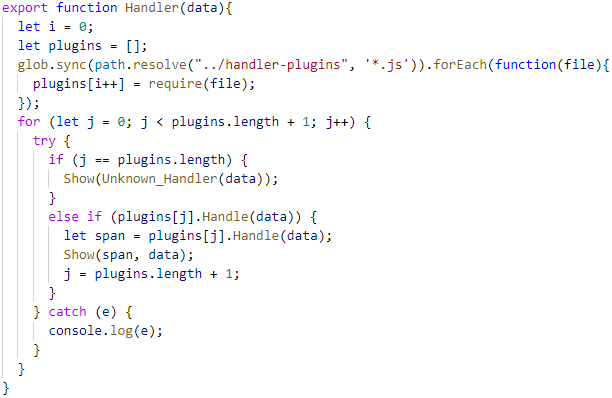 export function Handler(data){
  let i = 0;
  let plugins = [];
  glob.sync(path.resolve("../handler-plugins", '*.js')).forEach(function(file){
    plugins[i++] = require(file);
  });
  for (let j = 0; j < plugins.length + 1; j++) {
    try {
      if (j == plugins.length) {
        Show(Unknown_Handler(data));
      }
      else if (plugins[j].Handle(data)) {
        let span = plugins[j].Handle(data);
        Show(span, data);
        j = plugins.length + 1;
      }
    } catch (e) {
      console.log(e);
    }
  }
}